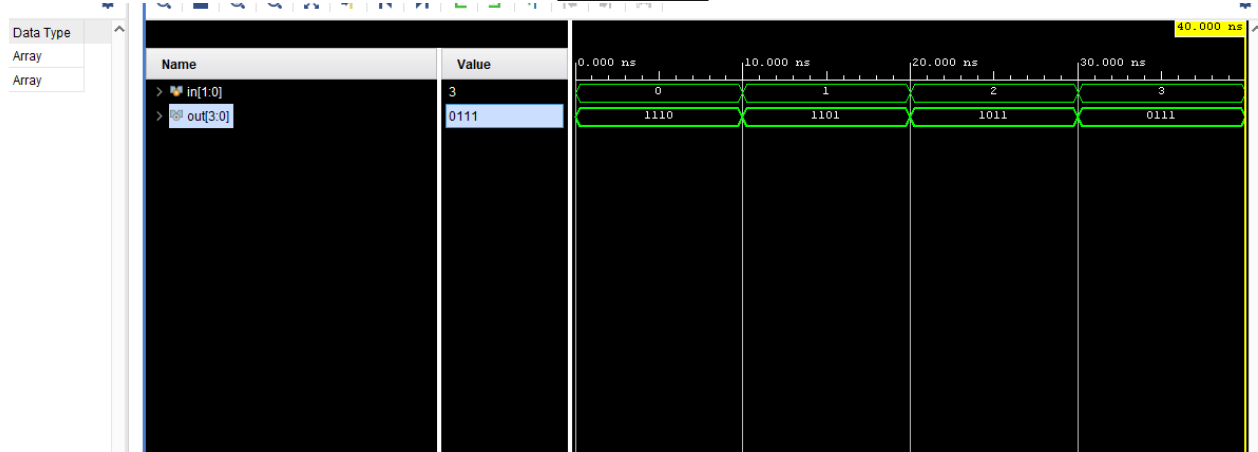 Data Type
Array
Array
Name
Value
in[1:0]
3
out[3:0]
0111
40.000 ns
0.000 ns
10.000 ns
20.000 ns
30.000 ns
0
1
2
3
1110
1101
1011
0111